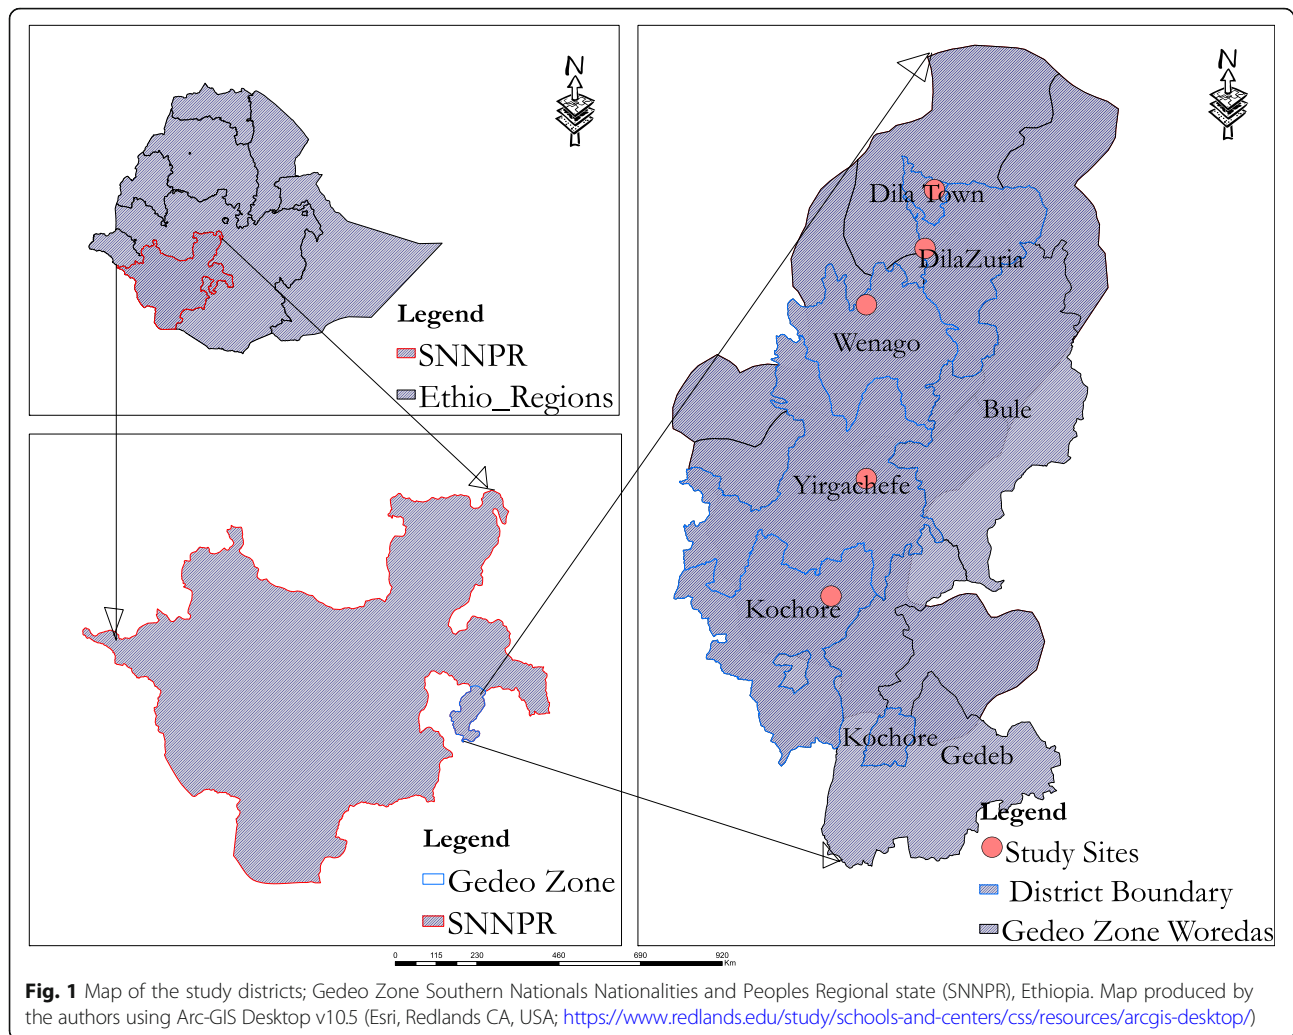 N
Legend
SNNPR
Ethio_Regions
N
Dila Town
DilaZuria
Wenago
Bule
Yirgachefe
Kochore
Kochore
Gedeb
Legend
Study Sites
District Boundary
Gedeo Zone Woredas
Legend
Gedeo Zone
SNNPR
0 115 230 460 690 920
Km
Fig. 1 Map of the study districts; Gedeo Zone Southern Nationals Nationalities and Peoples Regional state (SNNPR), Ethiopia. Map produced by
the authors using Arc-GIS Desktop v10.5 (Esri, Redlands CA, USA; https://www.redlands.edu/study/schools-and-centers/css/resources/arcgis-desktop/)